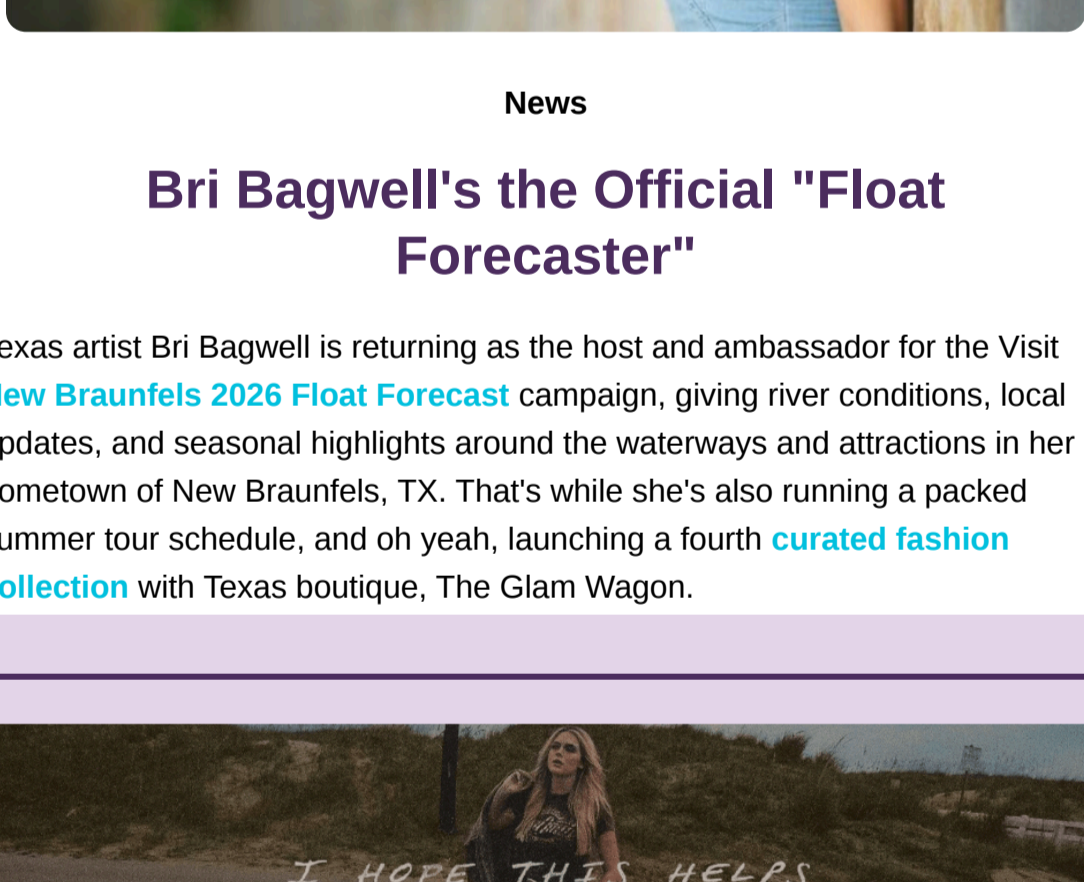 News
Bri Bagwell's the Official "Float
Forecaster"
exas artist Bri Bagwell is returning as the host and ambassador for the Visit
ew Braunfels 2026 Float Forecast campaign, giving river conditions, local
pdates, and seasonal highlights around the waterways and attractions in her
ometown of New Braunfels, TX. That's while she's also running a packed
ummer tour schedule, and oh yeah, launching a fourth curated fashion
ollection with Texas boutique, The Glam Wagon.
I HOPE THIS HELPS